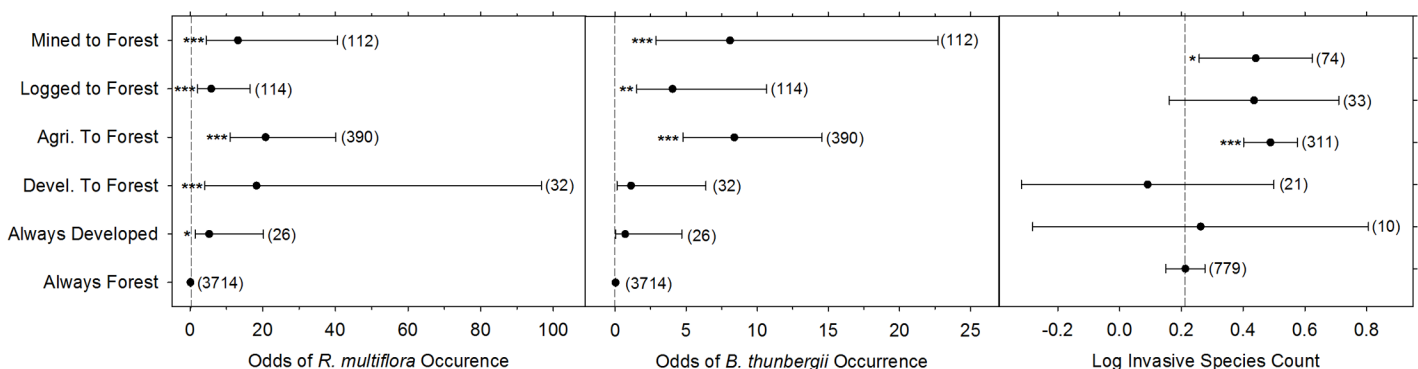 Mined to Forest *** (112) *** (112)
* (74)
Logged to Forest *** (114) ** (114)
(33)
Agri. To Forest *** (390) *** (390) *** (311)
Devel. To Forest *** (32) (32) (21)
Always Developed * (26) (26) (10)
Always Forest (3714) (3714) (779)
0 20 40 60 80 100 0 5 10 15 20 25 -0.2 0.0 0.2 0.4 0.6 0.8
Odds of R. multiflora Occurence Odds of B. thunbergii Occurrence Log Invasive Species Count